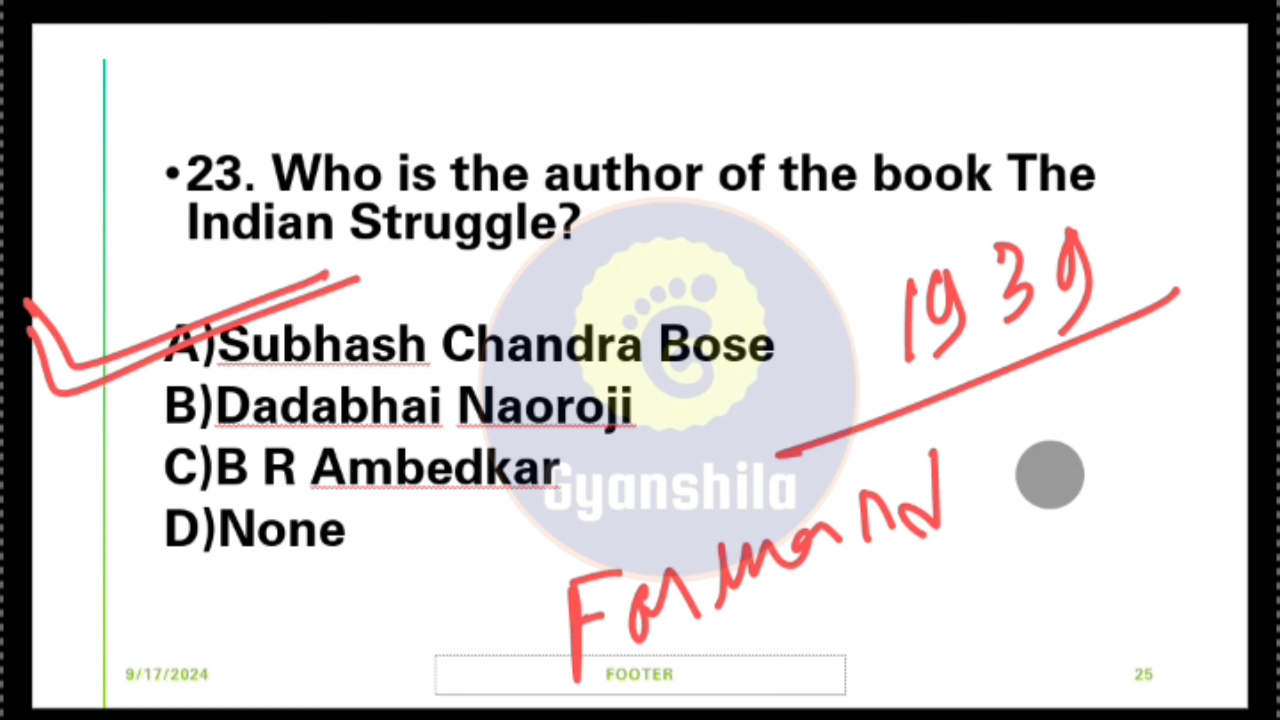 •23. Who is the author of the book The
Indian Struggle?
1939
A)Subhash Chandra Bose
B)Dadabhai Naoroji
C)B R Ambedkar
Gyanshila
D)None
Forward
9/17/2024 FOOTER 25